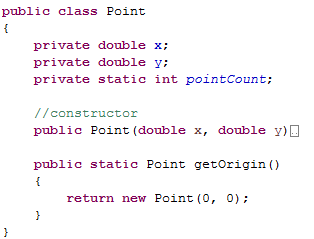 public class Point
{
    private double x;
    private double y;
    private static int pointCount;

    //constructor
    public Point(double x, double y)

    public static Point getOrigin()
    {
        return new Point(0, 0);
    }
}